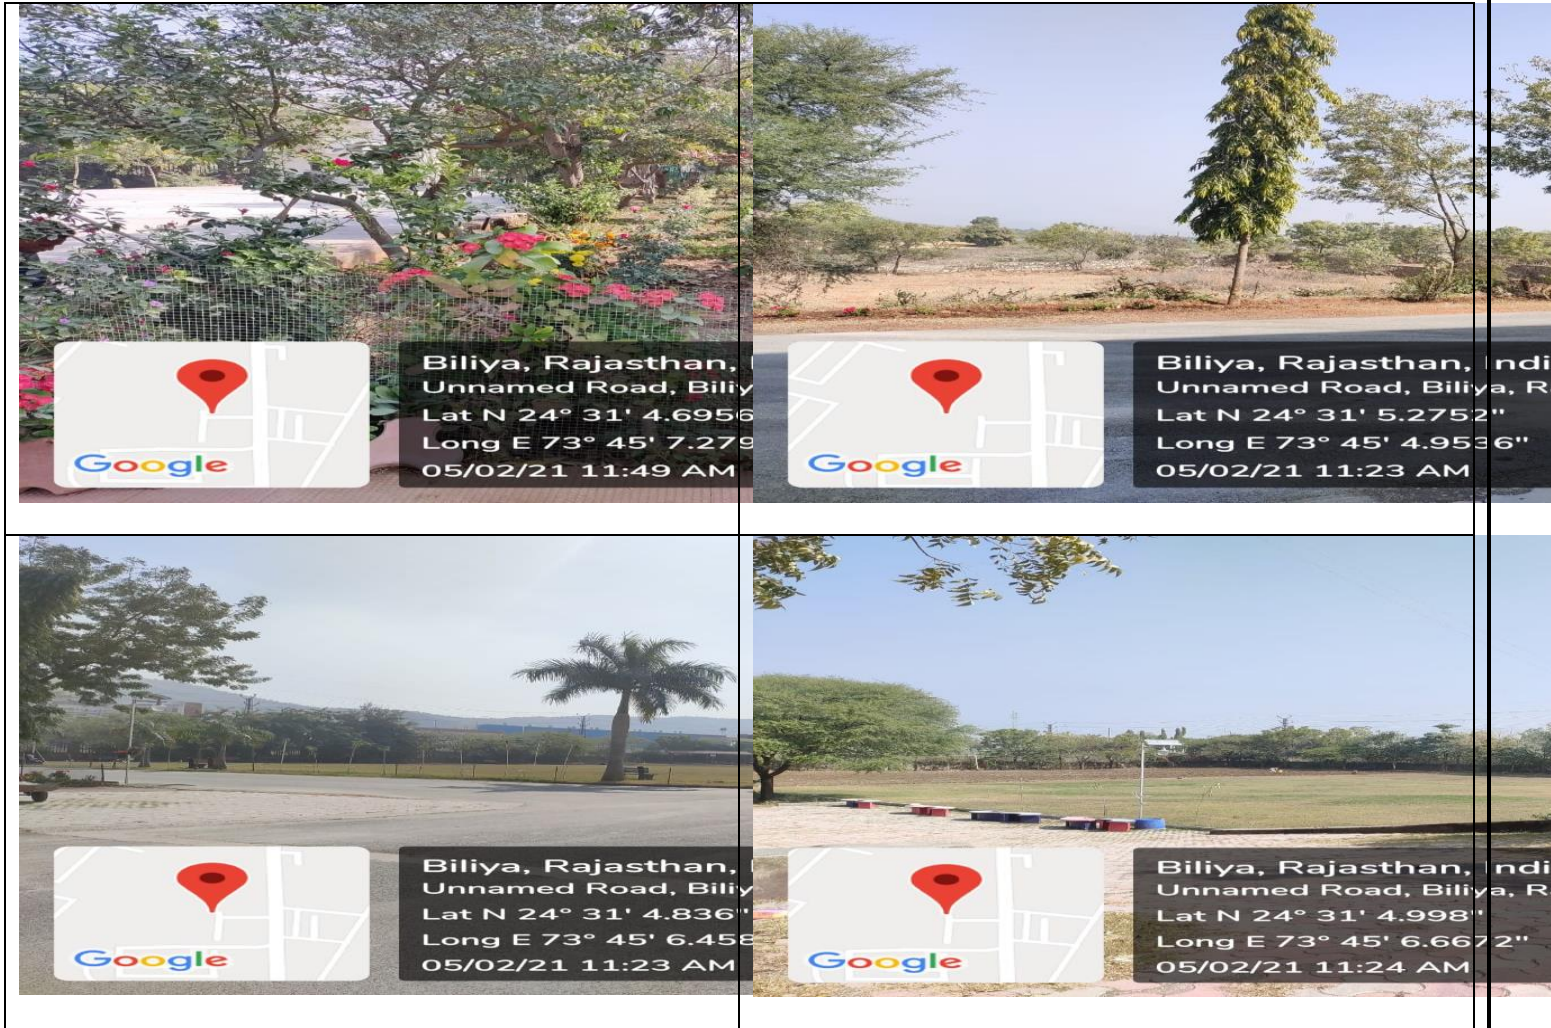 Biliya, Rajasthan,
Unnamed Road, Biliy
Lat N 24° 31' 4.6956
Long E 73° 45' 7.279
05/02/21 11:49 AM
Google
Biliya, Rajasthan, Indi
Unnamed Road, Biliya, R
Lat N 24° 31' 5.2752"
Long E 73° 45' 4.9536"
05/02/21 11:23 AM
Google
Biliya, Rajasthan,
Unnamed Road, Biliy
Lat N 24° 31' 4.836"
Long E 73° 45' 6.458
05/02/21 11:23 AM
Google
Biliya, Rajasthan, Indi
Unnamed Road, Biliya, R
Lat N 24° 31' 4.998"
Long E 73° 45' 6.6672"
05/02/21 11:24 AM
Google